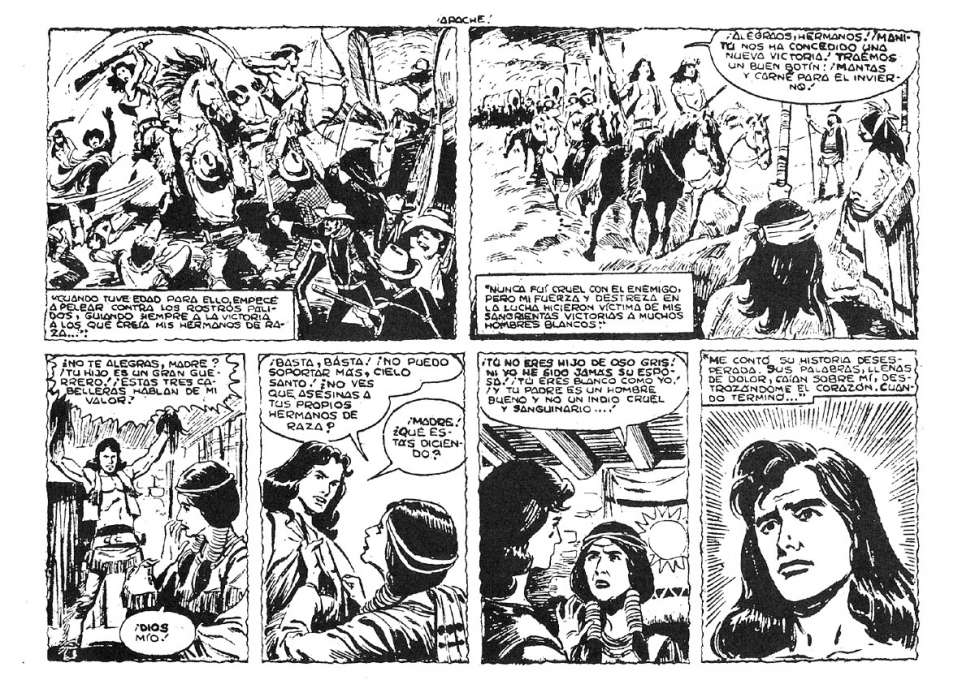 ¡APACHE!
"CUANDO TUVE EDAD PARA ELLO, EMPECÉ
A PELEAR CONTRA LOS ROSTROS PALI-
DOS, GUIANDO SIEMPRE A LA VICTORIA
A LOS QUE CREÍA MIS HERMANOS DE RA-
ZA..."
¡ALEGRAOS, HERMANOS! ¡MANI-
TÚ NOS HA CONCEDIDO UNA
NUEVA VICTORIA! TRAEMOS
UN BUEN BOTÍN: ¡MANTAS
Y CARNE PARA EL INVIER-
NO!
"NUNCA FUÍ CRUEL CON EL ENEMIGO,
PERO MI FUERZA Y DESTREZA EN
LA LUCHA HICIERON VÍCTIMA DE MIS
SANGRIENTAS VICTORIAS A MUCHOS
HOMBRES BLANCOS."
¿NO TE ALEGRAS, MADRE?
¡TU HIJO ES UN GRAN GUE-
RRERO! ¡ESTAS TRES CA-
BELLERAS HABLAN DE MI
VALOR!
¡DIOS
MÍO!
¡BASTA, BASTA! ¡NO PUEDO
SOPORTAR MÁS, CIELO
SANTO! ¿NO VES
QUE ASESINAS A
TUS PROPIOS
HERMANOS DE
RAZA?
¡MADRE!
¿QUÉ ES-
TÁS DICIEN-
DO?
¡TÚ NO ERES HIJO DE OSO GRIS!
NI YO HE SIDO JAMÁS SU ESPO-
SA! ¡TÚ ERES BLANCO COMO YO!
¡Y TU PADRE ES UN HOMBRE
BUENO Y NO UN INDIO CRUEL
Y SANGUINARIO...!
"ME CONTÓ SU HISTORIA DESES-
PERADA. SUS PALABRAS, LLENAS
DE DOLOR, CAÍAN SOBRE MÍ, DES-
TROZÁNDOME EL CORAZÓN. CUAN-
DO TERMINÓ..."